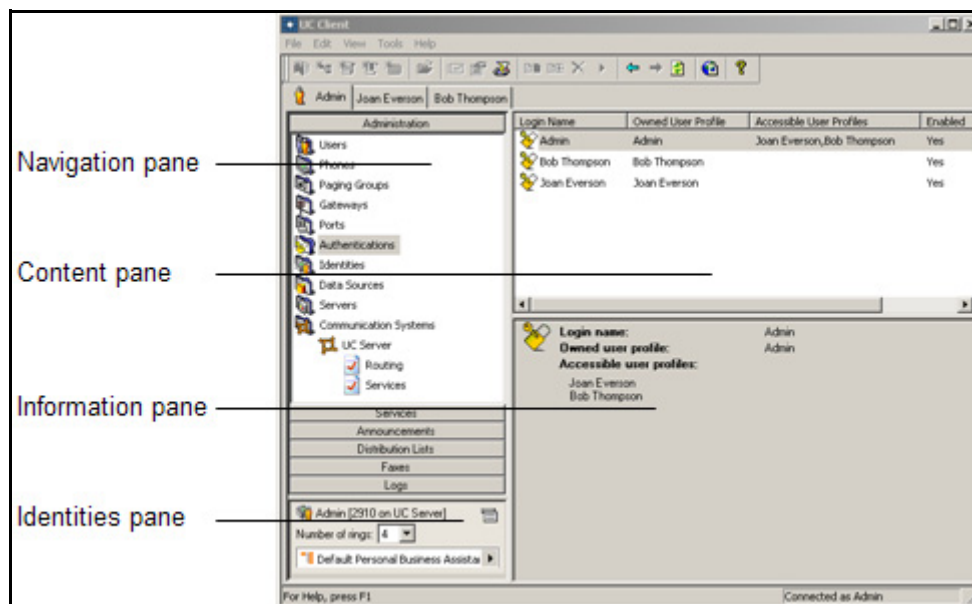 UC Client
File Edit View Tools Help
Admin Joan Everson Bob Thompson
Administration
Users
Phones
Paging Groups
Gateways
Ports
Authentications
Identities
Data Sources
Servers
Communication Systems
UC Server
Routing
Services
Services
Announcements
Distribution Lists
Faxes
Logs
Admin [2910 on UC Server]
Number of rings: 4
Default Personal Business Assista
Login Name Owned User Profile Accessible User Profiles Enabled
Admin Admin Joan Everson,Bob Thompson Yes
Bob Thompson Bob Thompson Yes
Joan Everson Joan Everson Yes
Login name: Admin
Owned user profile: Admin
Accessible user profiles:
Joan Everson
Bob Thompson
For Help, press F1 Connected as Admin
Navigation pane
Content pane
Information pane
Identities pane